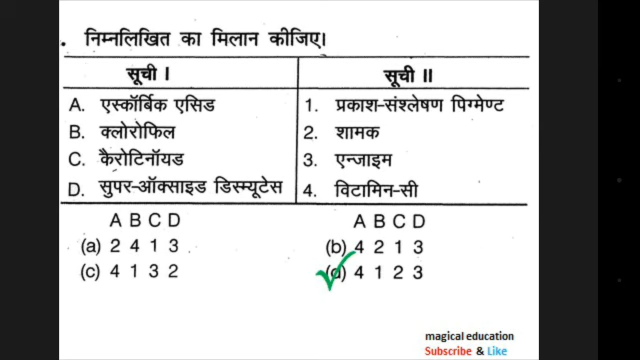 . निम्नलिखित का मिलान कीजिए।
सूची I सूची II
A. एस्कॉर्बिक एसिड 1. प्रकाश-संश्लेषण पिग्मेण्ट
B. क्लोरोफिल 2. शामक
C. कैरोटिनॉयड 3. एन्जाइम
D. सुपर-ऑक्साइड डिस्म्यूटेस 4. विटामिन-सी
A B C D A B C D
(a) 2 4 1 3 (b) 4 2 1 3
(c) 4 1 3 2 (d) 4 1 2 3
magical education
Subscribe & Like